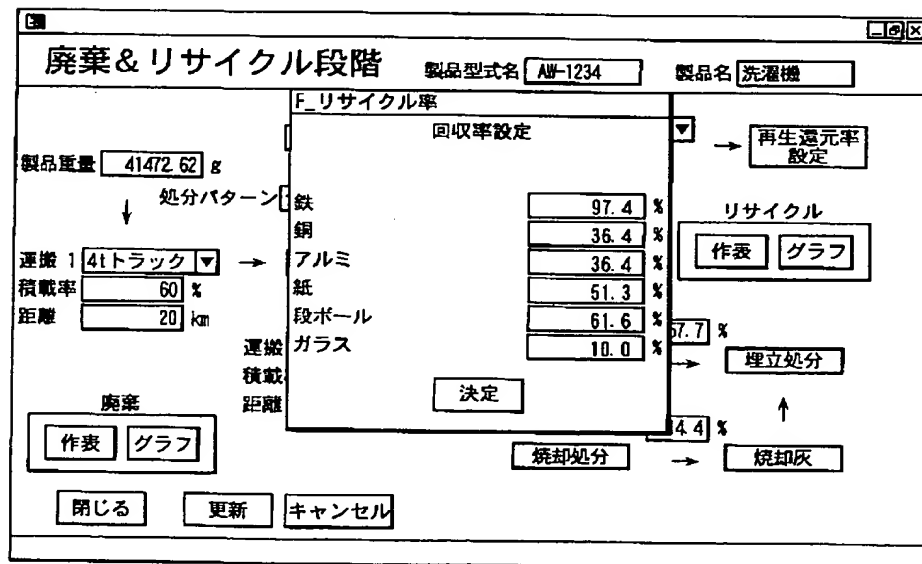 廃棄&リサイクル段階 製品型式名 AW-1234 製品名 洗濯機
F_リサイクル率
回収率設定
鉄 97.4 %
銅 36.4 %
アルミ 36.4 %
紙 51.3 %
段ボール 61.6 %
ガラス 10.0 %
決定
製品重量 41472.62 g
↓
処分パターン
運搬 1 4tトラック ▼ →
積載率 60 %
距離 20 km
運搬
積載
距離
廃棄
作表 グラフ
▼ → 再生還元率
設定
リサイクル
作表 グラフ
57.7 %
→ 埋立処分
↑
4.4 %
焼却処分 → 焼却灰
閉じる 更新 キャンセル